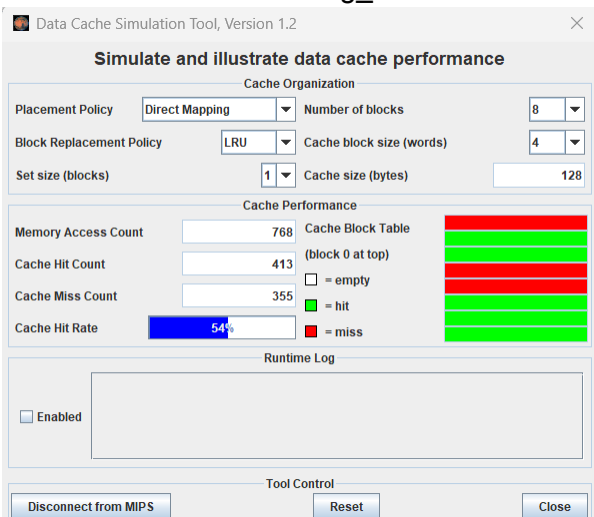 Data Cache Simulation Tool, Version 1.2
Simulate and illustrate data cache performance
Cache Organization
Placement Policy Direct Mapping Number of blocks 8
Block Replacement Policy LRU Cache block size (words) 4
Set size (blocks) 1 Cache size (bytes) 128
Cache Performance
Memory Access Count 768 Cache Block Table
(block 0 at top)
Cache Hit Count 413
= empty
Cache Miss Count 355
= hit
Cache Hit Rate 54% = miss
Runtime Log
Enabled
Tool Control
Disconnect from MIPS Reset Close